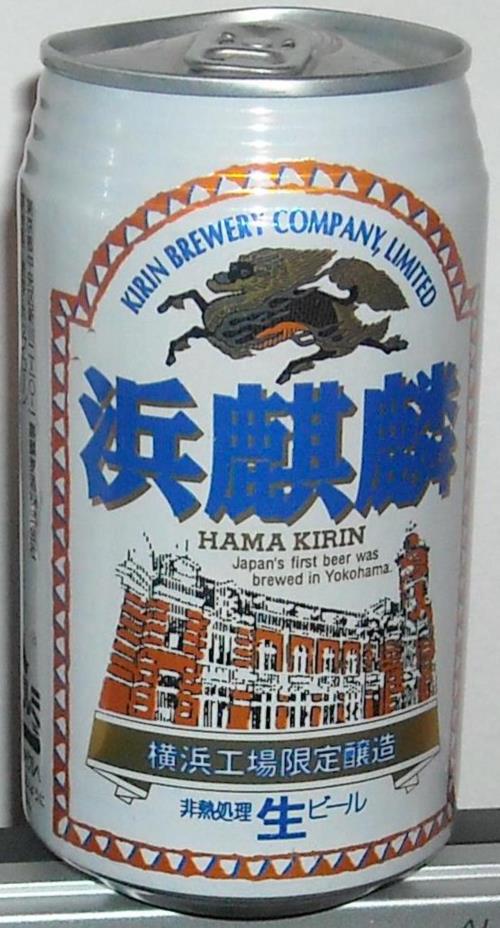 KIRIN BREWERY COMPANY, LIMITED
浜麒麟
HAMA KIRIN
Japan's first beer was
brewed in Yokohama.
横浜工場限定醸造
非熱処理 生 ビール